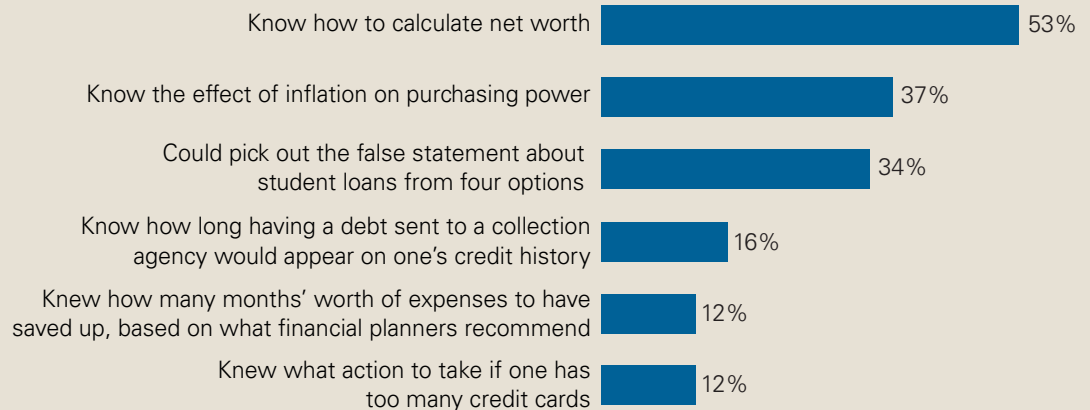 Know how to calculate net worth 53%
Know the effect of inflation on purchasing power 37%
Could pick out the false statement about
student loans from four options 34%
Know how long having a debt sent to a collection
agency would appear on one’s credit history 16%
Knew how many months’ worth of expenses to have
saved up, based on what financial planners recommend 12%
Knew what action to take if one has
too many credit cards 12%